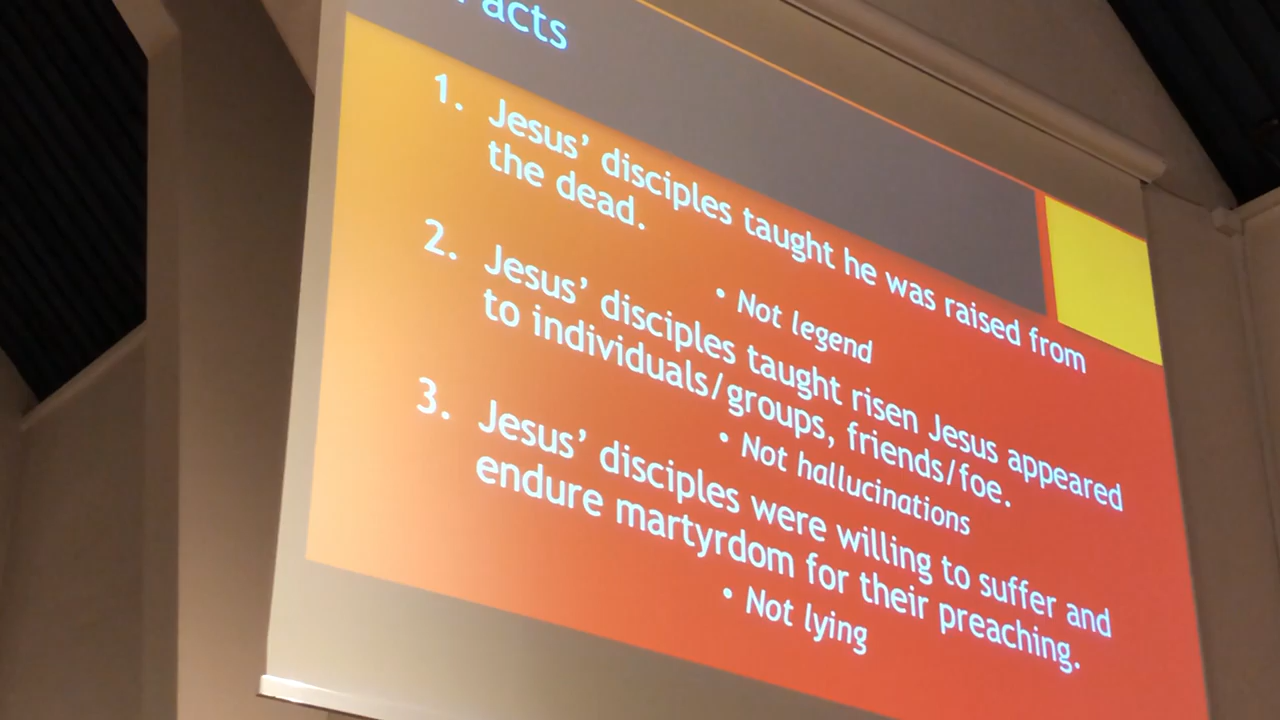 Facts
1. Jesus’ disciples taught he was raised from
the dead.
• Not legend
2. Jesus’ disciples taught risen Jesus appeared
to individuals/groups, friends/foe.
• Not hallucinations
3. Jesus’ disciples were willing to suffer and
endure martyrdom for their preaching.
• Not lying